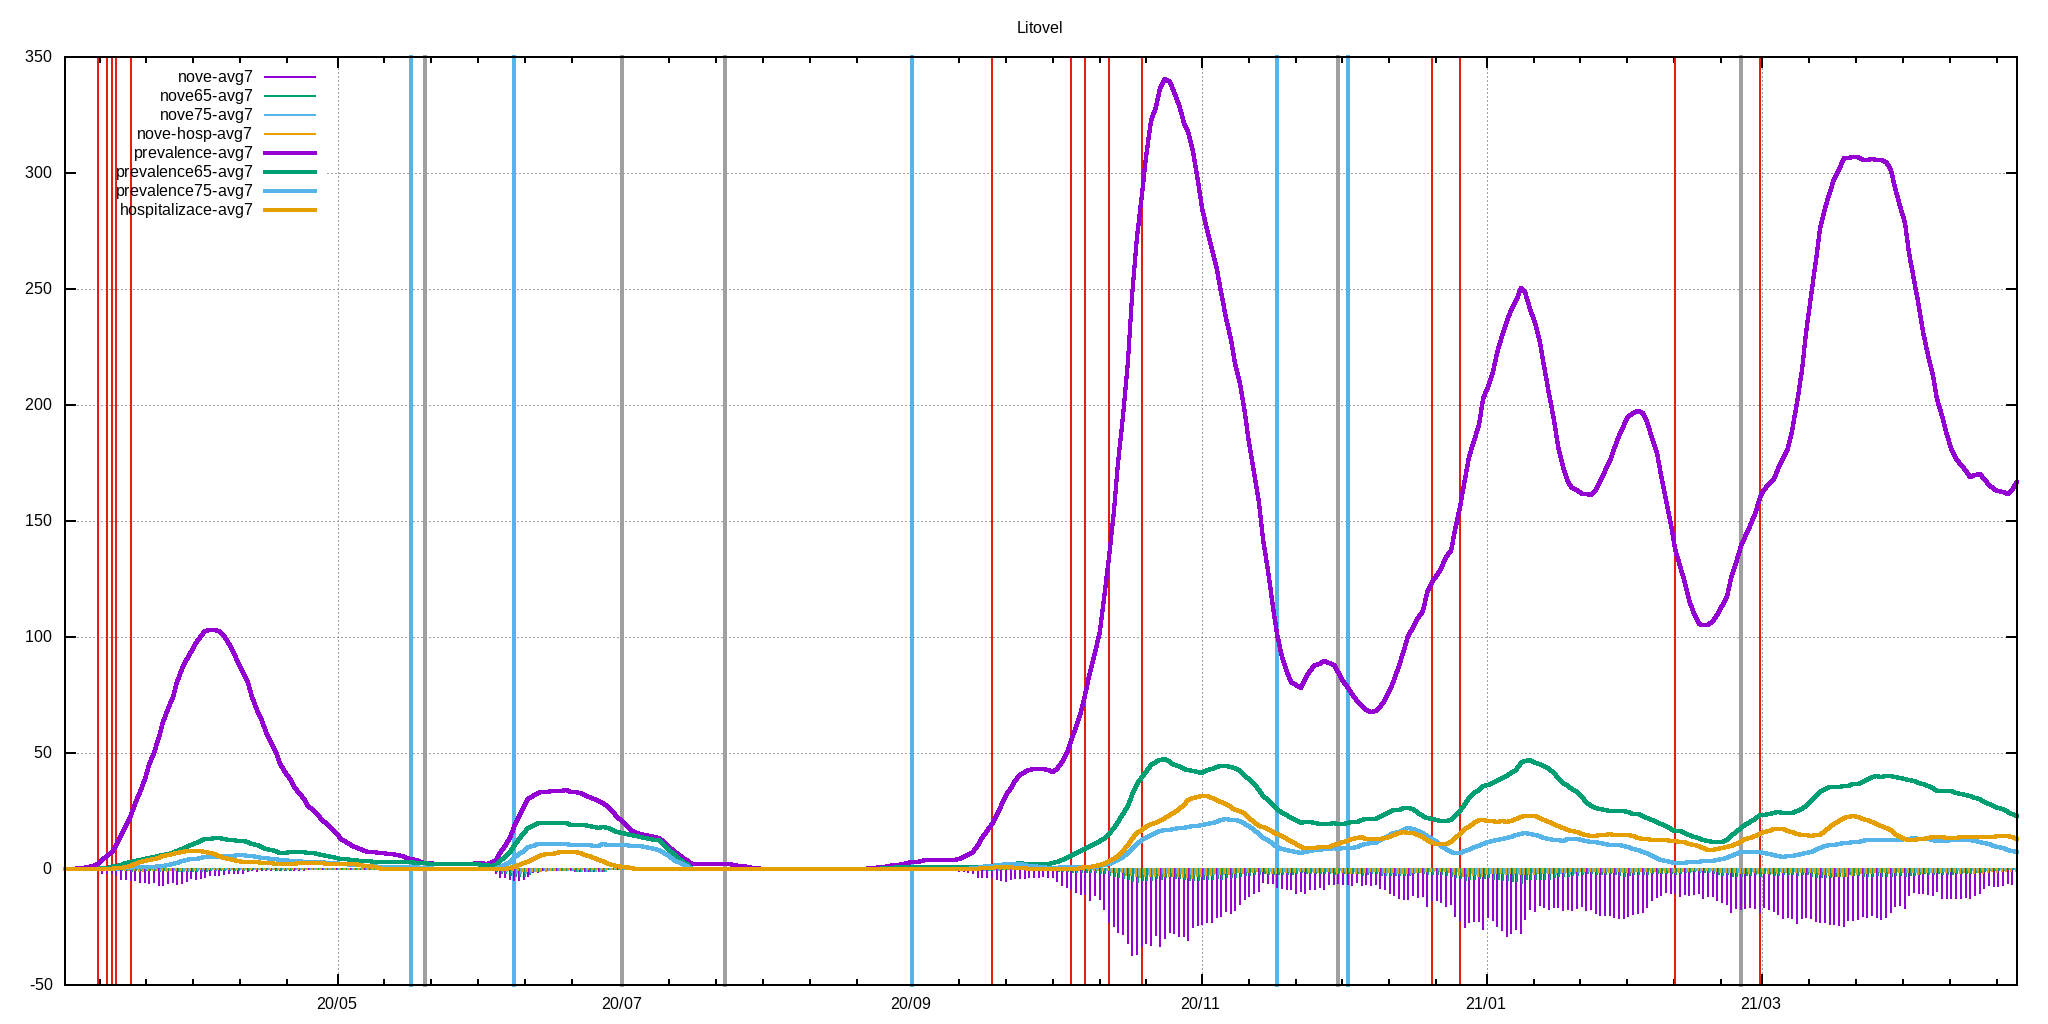 Litovel
350
nove-avg7
nove65-avg7
nove75-avg7
nove-hosp-avg7
prevalence-avg7
300
prevalence65-avg7
prevalence75-avg7
hospitalizace-avg7
250
200
150
100
50
0
-50
20/05 20/07 20/09 20/11 21/01 21/03